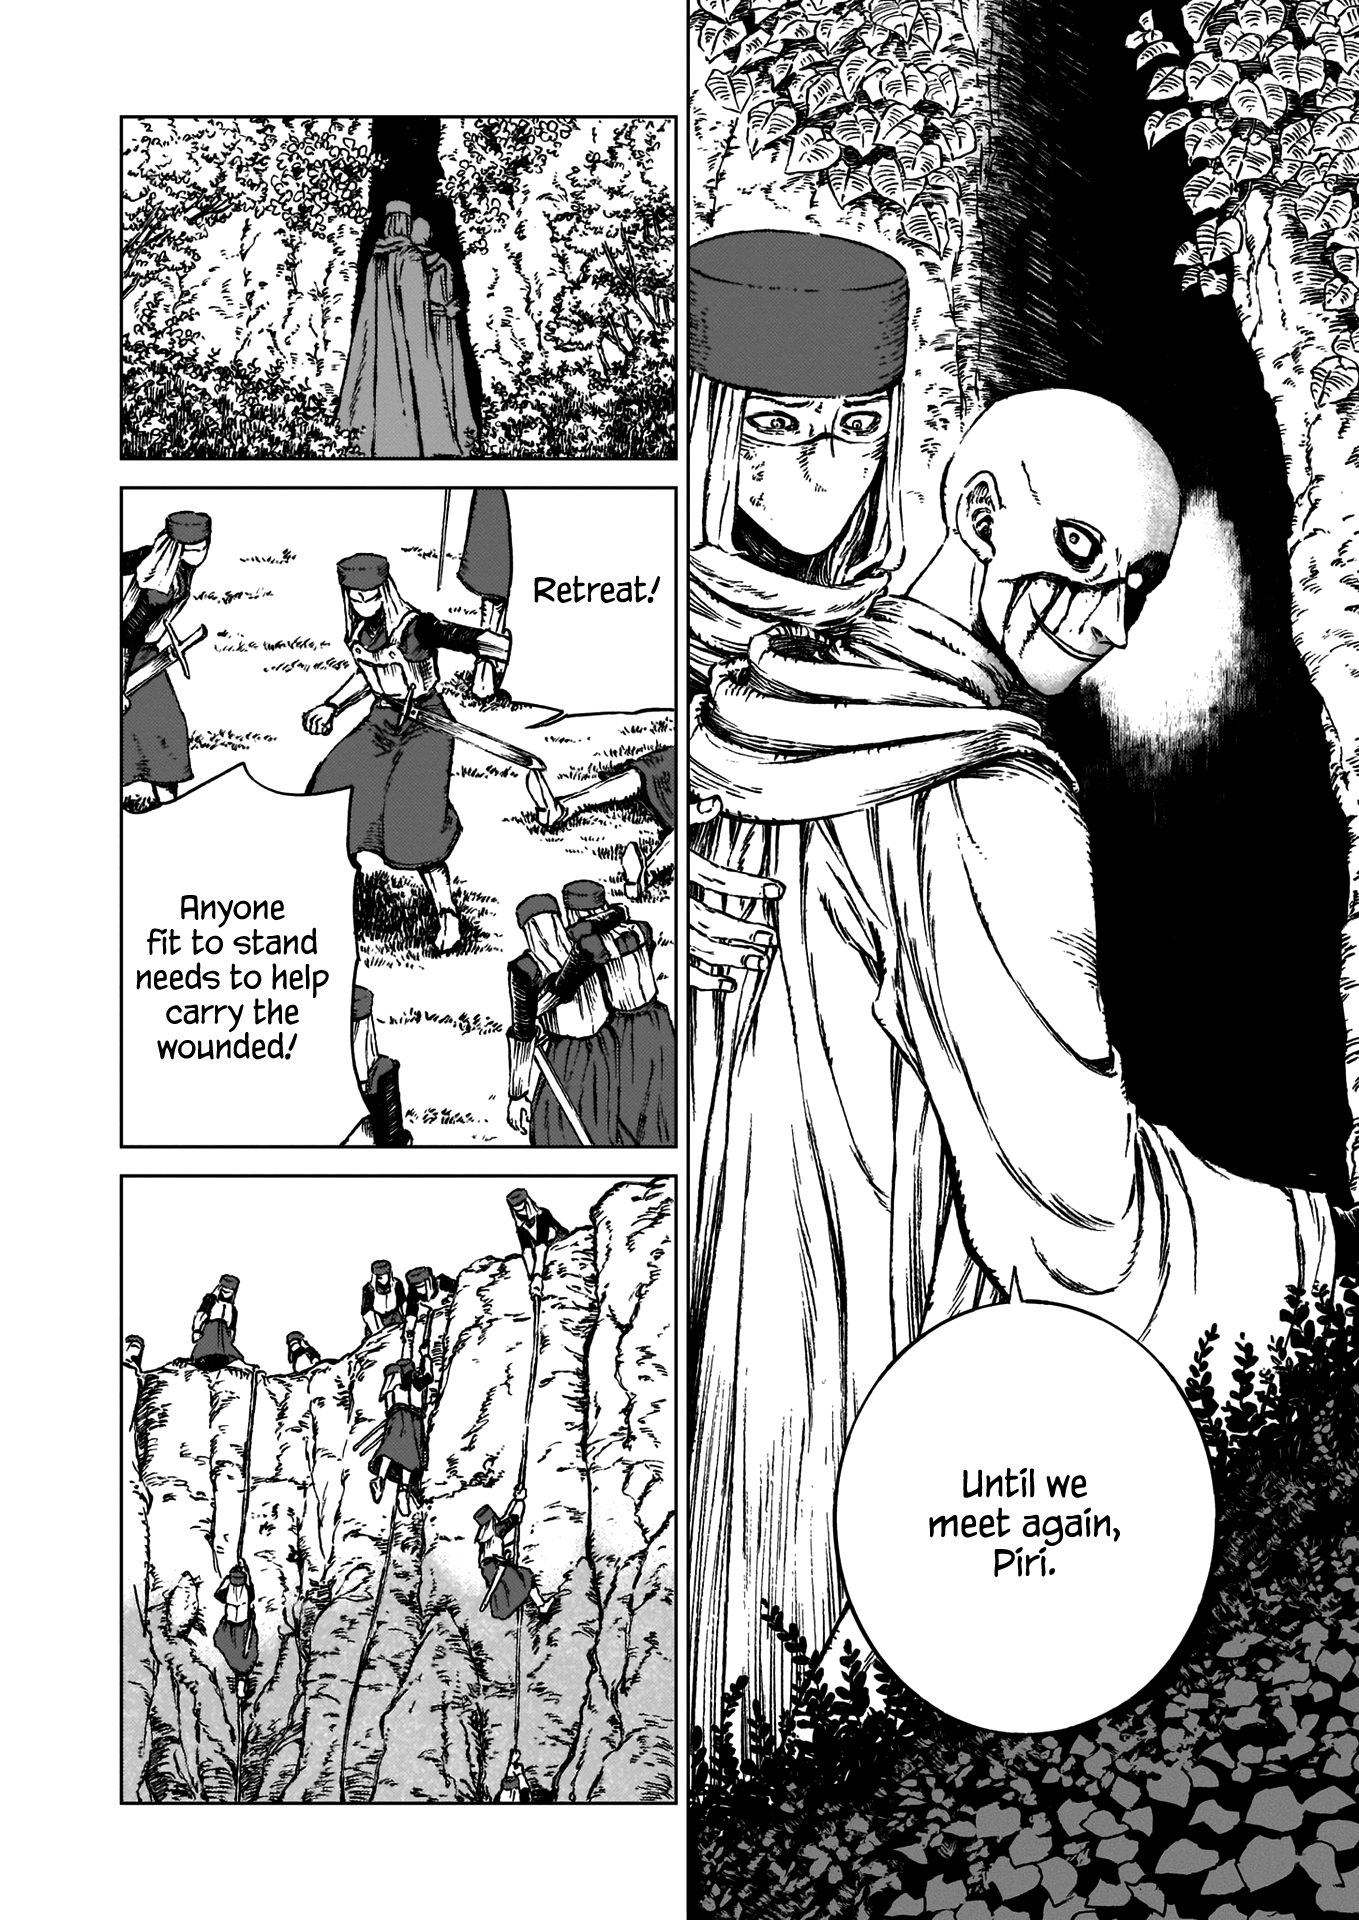 Until we
meet again,
Piri.
Retreat!
Anyone
fit to stand
needs to help
carry the
wounded!